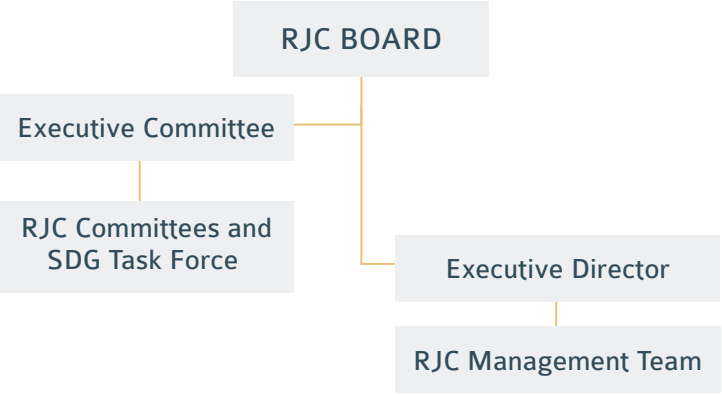 RJC BOARD
Executive Committee
RJC Committees and
SDG Task Force
Executive Director
RJC Management Team